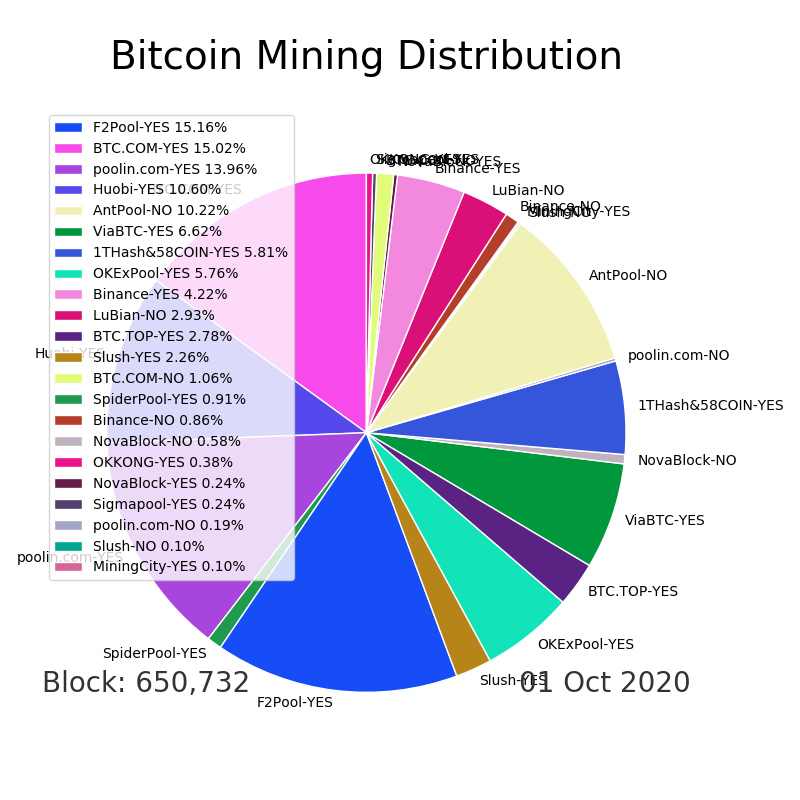 Bitcoin Mining Distribution
F2Pool-YES 15.16%
BTC.COM-YES 15.02%
poolin.com-YES 13.96%
Huobi-YES 10.60%
AntPool-NO 10.22%
ViaBTC-YES 6.62%
1THash&58COIN-YES 5.81%
OKExPool-YES 5.76%
Binance-YES 4.22%
LuBian-NO 2.93%
BTC.TOP-YES 2.78%
Slush-YES 2.26%
BTC.COM-NO 1.06%
SpiderPool-YES 0.91%
Binance-NO 0.86%
NovaBlock-NO 0.58%
OKKONG-YES 0.38%
NovaBlock-YES 0.24%
Sigmapool-YES 0.24%
poolin.com-NO 0.19%
Slush-NO 0.10%
MiningCity-YES 0.10%
NovaBlock-YES
Binance-YES
LuBian-NO
Binance-NO
MiningCity-YES
Slush-NO
AntPool-NO
poolin.com-NO
1THash&58COIN-YES
NovaBlock-NO
ViaBTC-YES
BTC.TOP-YES
OKExPool-YES
Slush-YES
F2Pool-YES
SpiderPool-YES
poolin.com-YES
Huobi-YES
Block: 650,732
01 Oct 2020